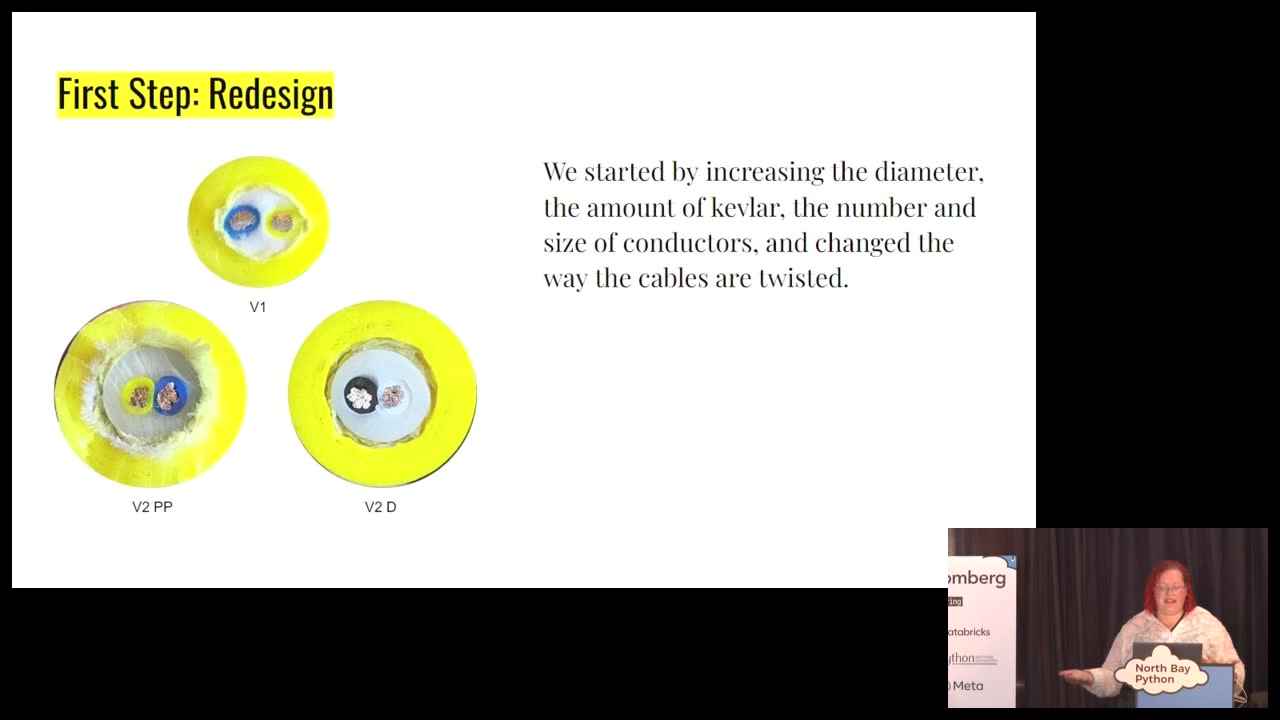 First Step: Redesign
We started by increasing the diameter,
the amount of kevlar, the number and
size of conductors, and changed the
way the cables are twisted.
V1
V2 PP
V2 D
omberg
ing
atabricks
ython
Meta
North Bay
Python